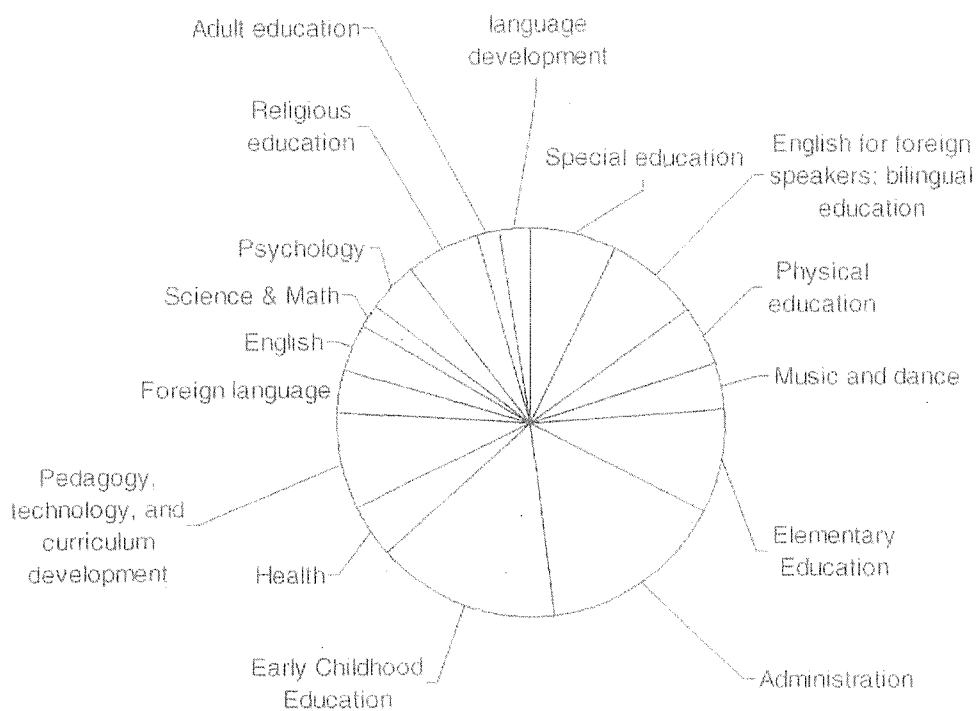 Adult education
language
development
Religious
education
Special education
English for foreign
speakers; bilingual
education
Psychology
Science & Math
English
Foreign language
Physical
education
Music and dance
Pedagogy,
technology, and
curriculum
development
Health
Elementary
Education
Early Childhood
Education
Administration